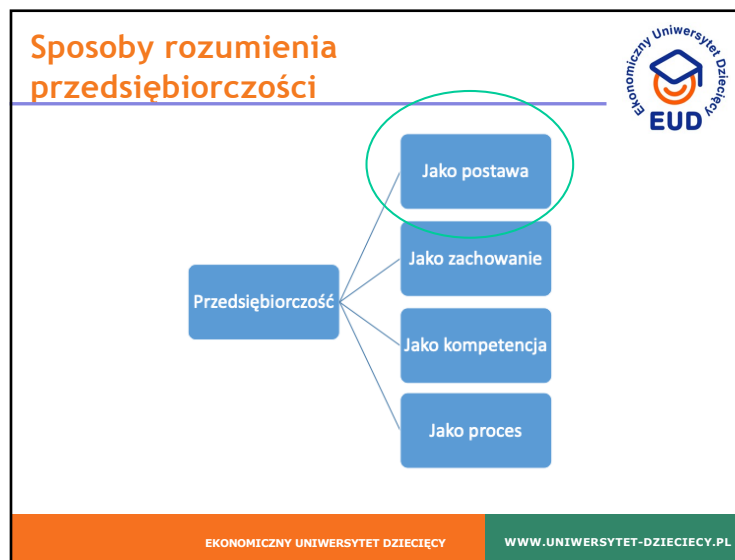 Sposoby rozumienia
przedsiębiorczości
Ekonomiczny Uniwersytet Dziecięcy
EUD
Jako postawa
Jako zachowanie
Przedsiębiorczość
Jako kompetencja
Jako proces
EKONOMICZNY UNIWERSYTET DZIECIĘCY
WWW.UNIWERSYTET-DZIECIECY.PL